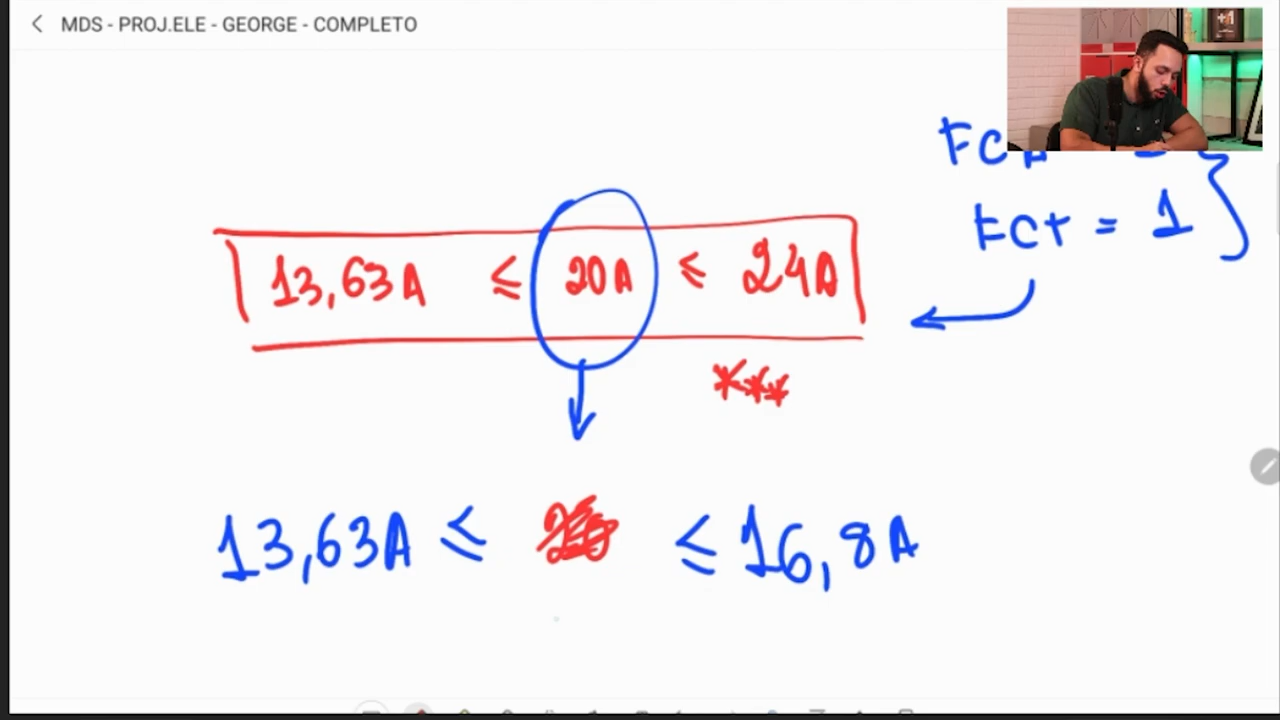 MDS - PROJ.ELE - GEORGE - COMPLETO
FCT = 1
13,63A ≤ 20A ≤ 24A
***
13,63A ≤ ≤ 16,8A